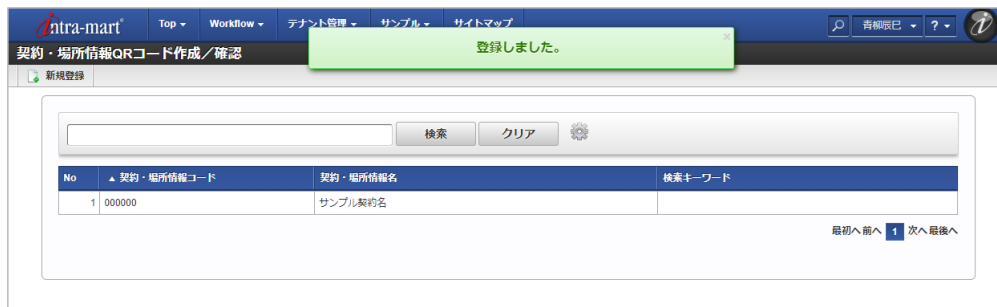 intra-mart Top Workflow テナント管理 サンプル サイトマップ 青柳辰巳 ?
登録しました。 ×
契約・場所情報QRコード作成／確認
新規登録
検索 クリア
No ▲ 契約・場所情報コード 契約・場所情報名 検索キーワード
1 000000 サンプル契約名
最初へ 前へ 1 次へ 最後へ